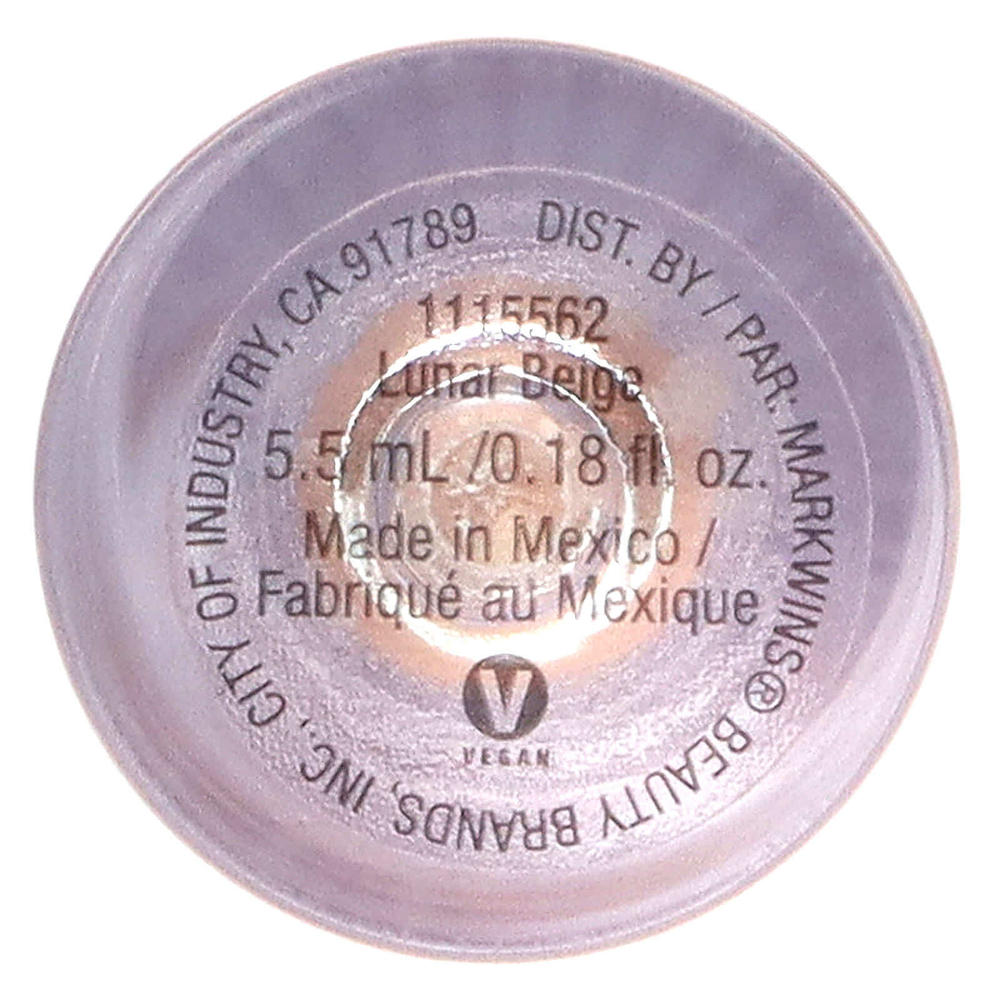 DIST. BY / PAR: MARKWINS® BEAUTY BRANDS, INC., CITY OF INDUSTRY, CA 91789
1115562
Lunar Beige
5.5 mL /0.18 fl. oz.
Made in Mexico /
Fabriqué au Mexique
V
VEGAN